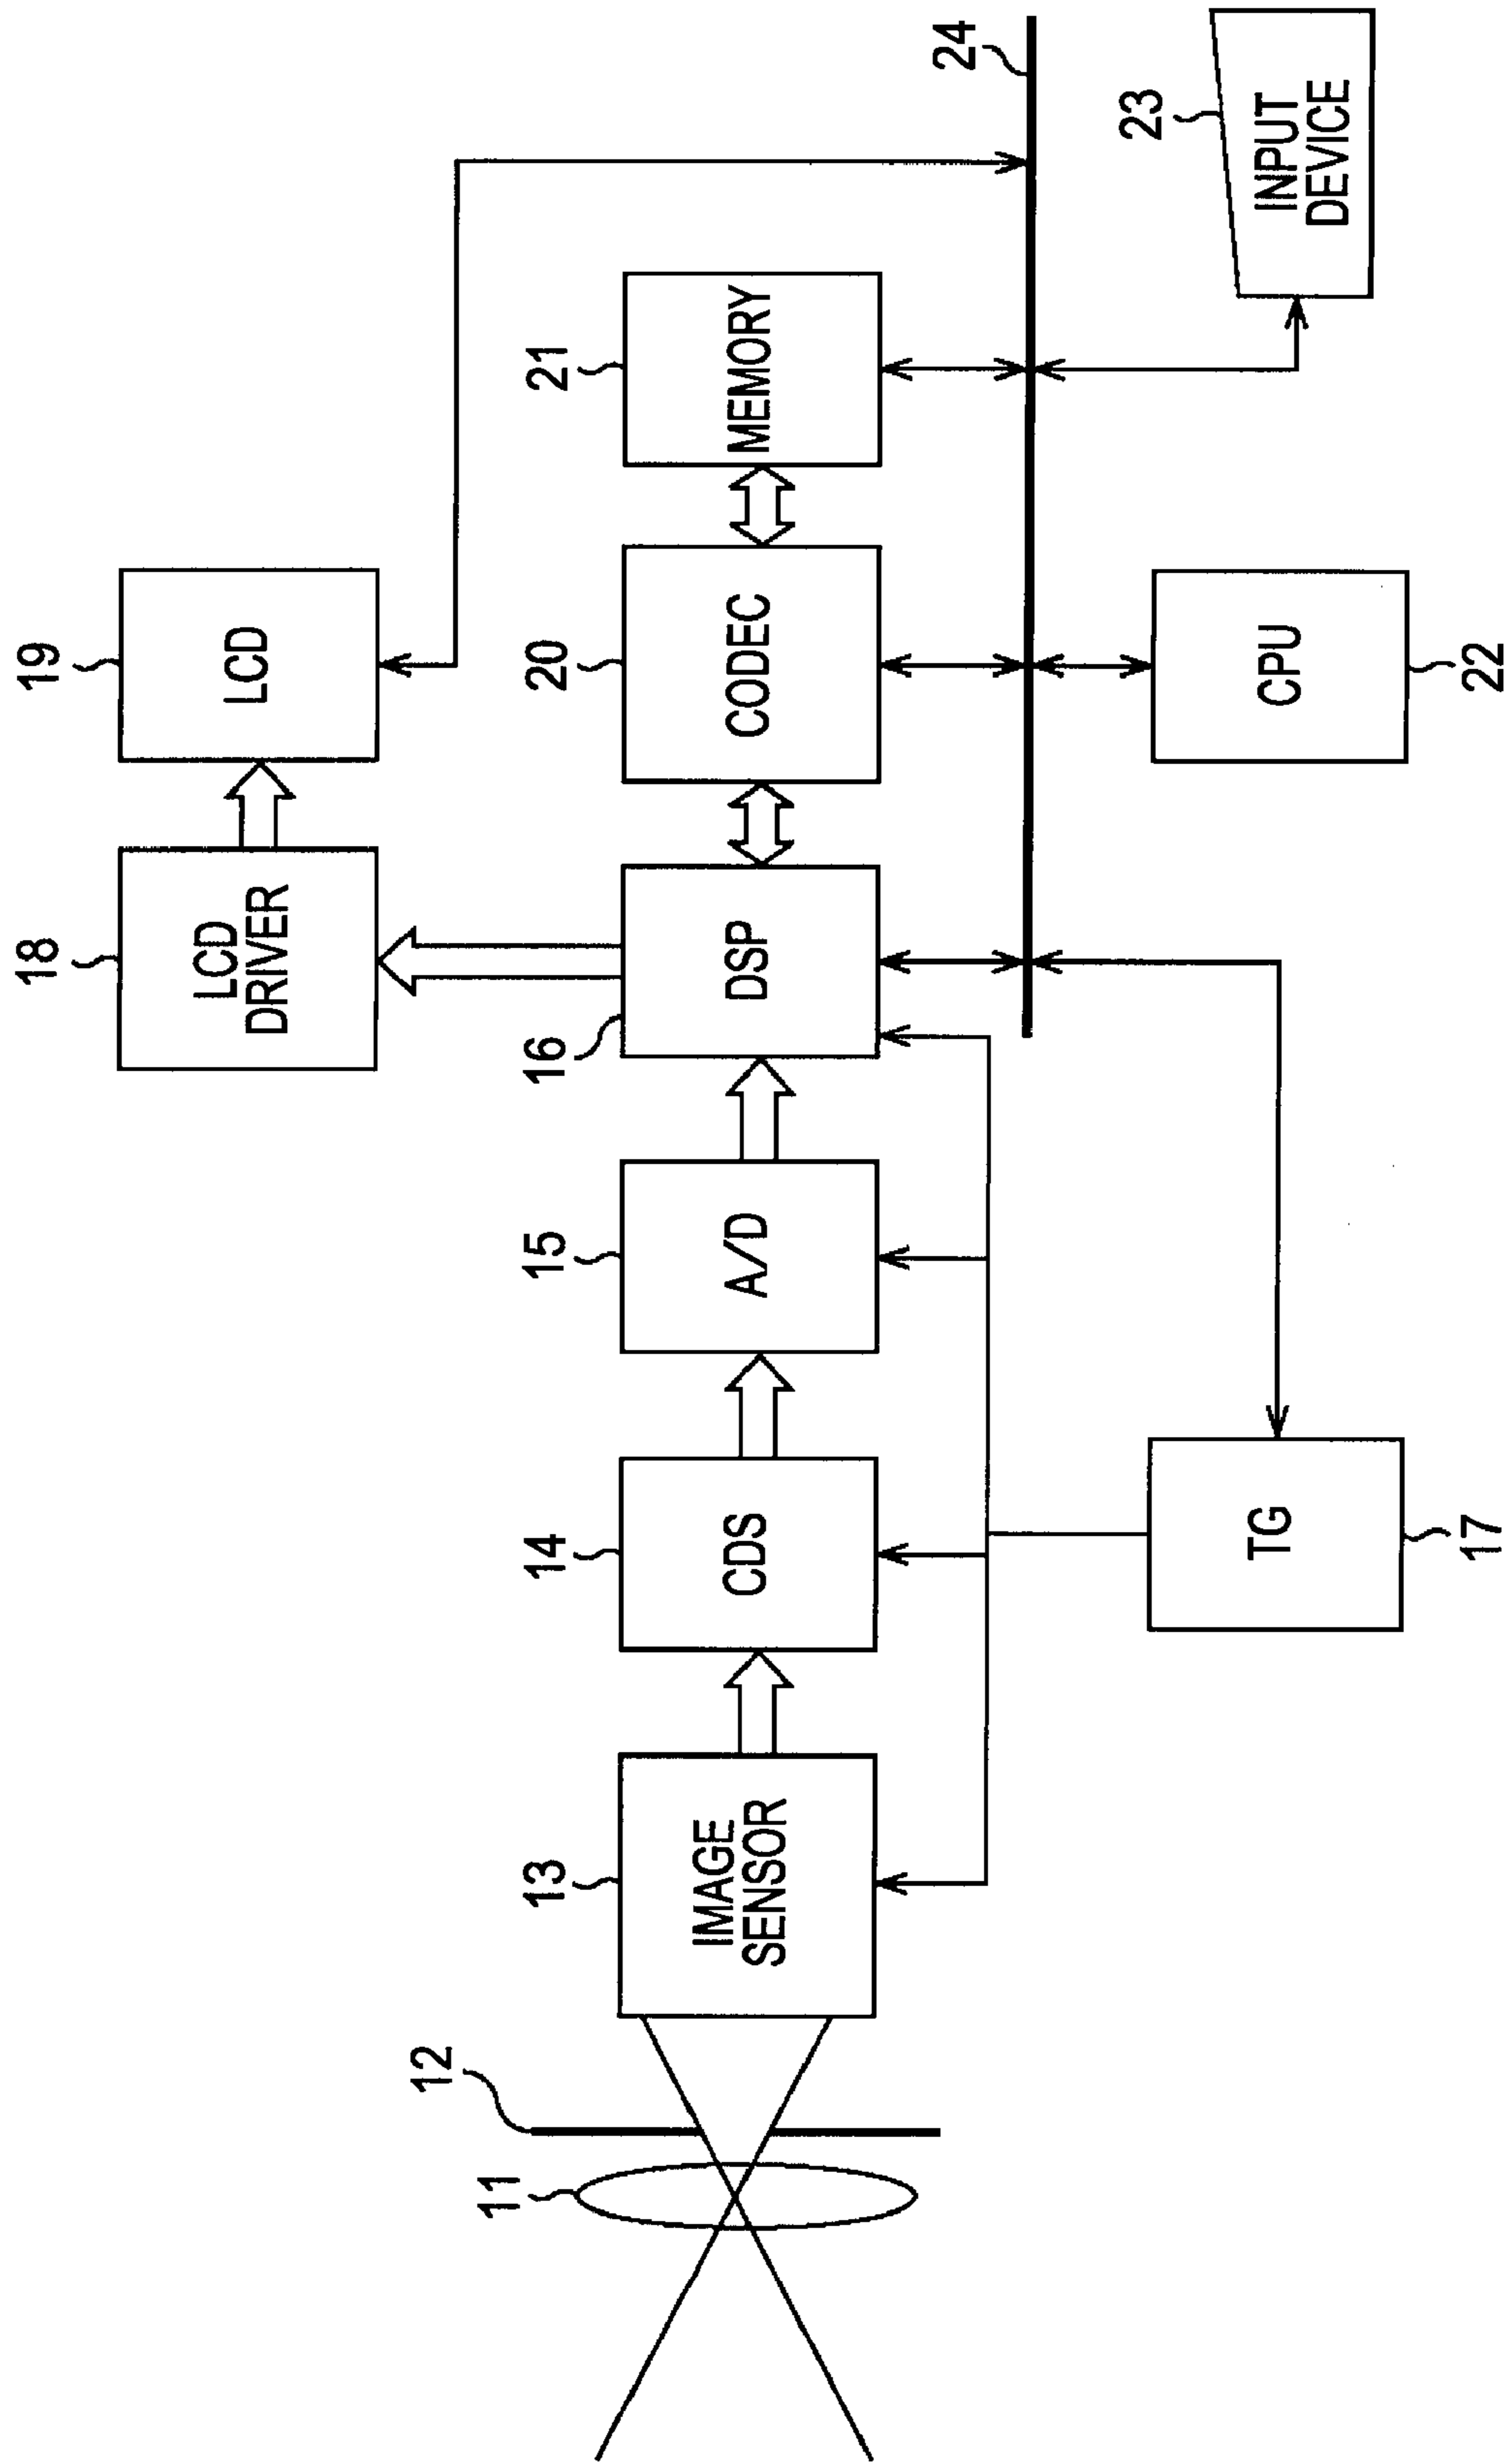 18
LCD
DRIVER
19
LCD
11
12
13
IMAGE
SENSOR
14
CDS
15
A/D
16
DSP
20
CODEC
21
MEMORY
24
TG
17
CPU
22
23
INPUT
DEVICE